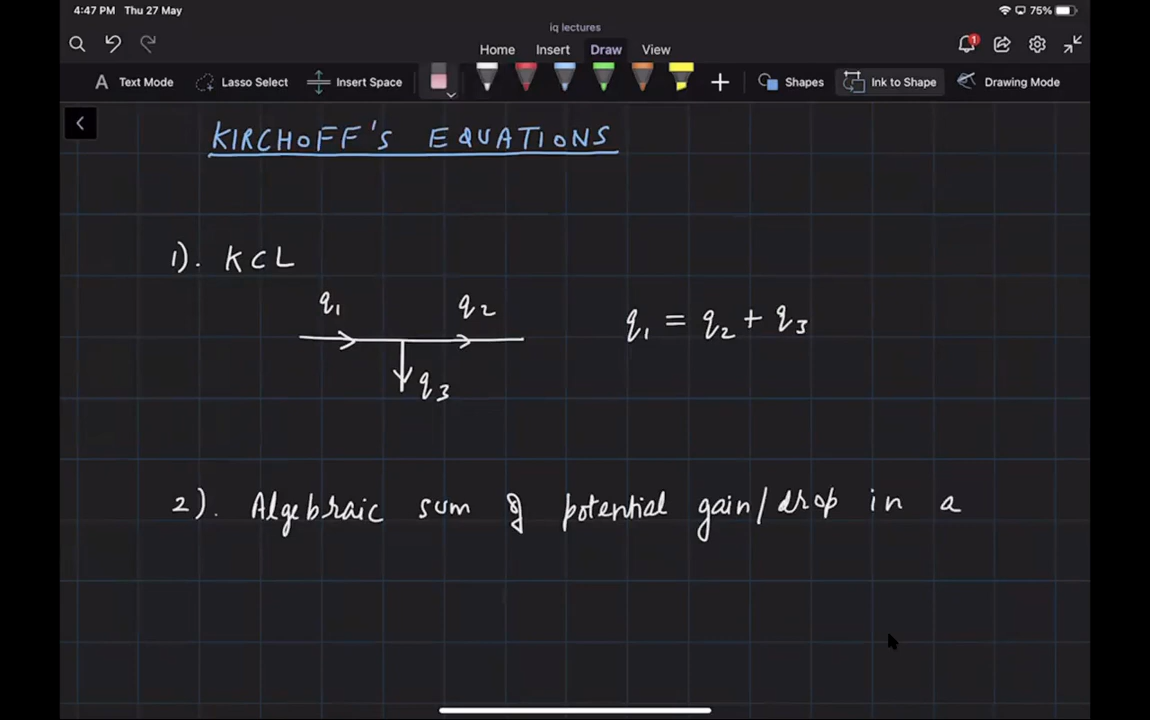 4:47 PM Thu 27 May
75%
iq lectures
Home Insert Draw View
1
Text Mode Lasso Select Insert Space Shapes Ink to Shape Drawing Mode
KIRCHOFF'S EQUATIONS
1). KCL
q₁ q₂
q₁ = q₂ + q₃
q₃
2). Algebraic sum of potential gain/drop in a